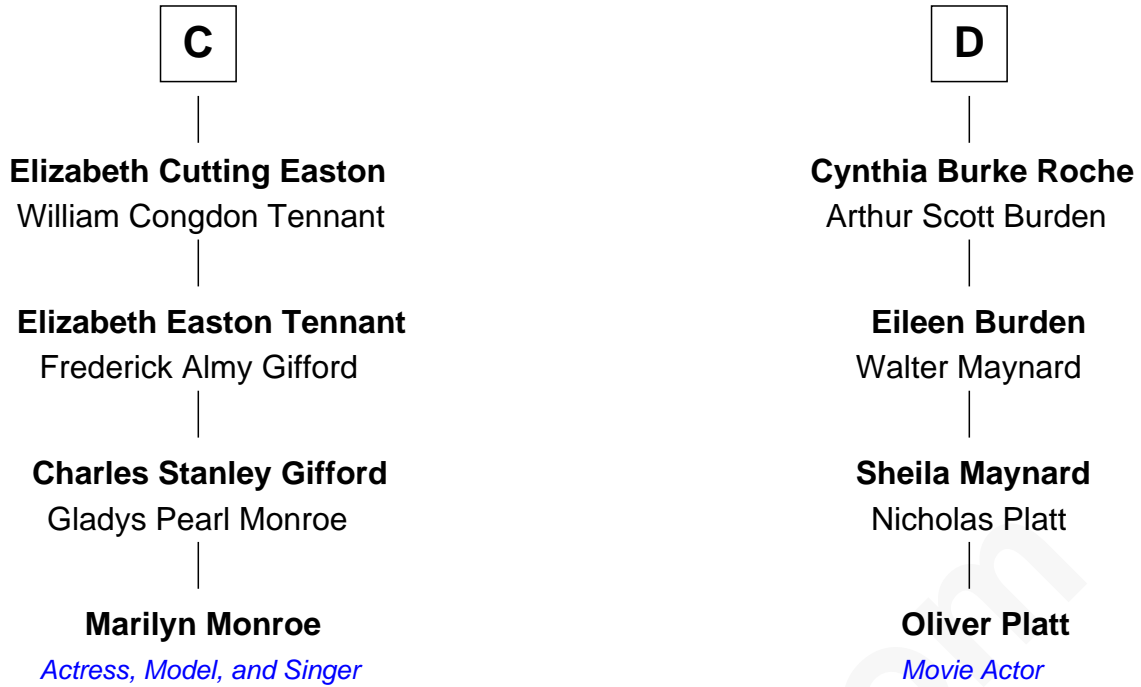 C
Elizabeth Cutting Easton
William Congdon Tennant
Elizabeth Easton Tennant
Frederick Almy Gifford
Charles Stanley Gifford
Gladys Pearl Monroe
Marilyn Monroe
Actress, Model, and Singer
D
Cynthia Burke Roche
Arthur Scott Burden
Eileen Burden
Walter Maynard
Sheila Maynard
Nicholas Platt
Oliver Platt
Movie Actor